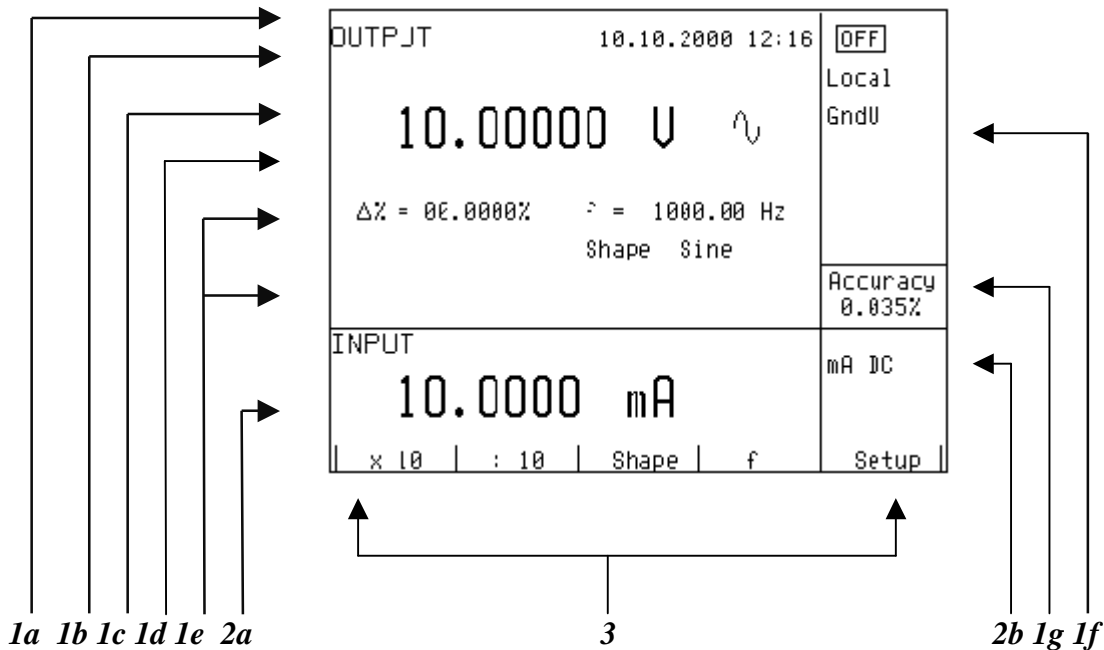 OUTPUT 10.10.2000 12:16 OFF
Local
10.00000 V GndU
Δ% = 00.0000% = 1000.00 Hz
Shape Sine
Accuracy
0.035%
INPUT
mA DC
10.0000 mA
x 10 : 10 Shape f Setup
1a 1b 1c 1d 1e 2a 3 2b 1g 1f